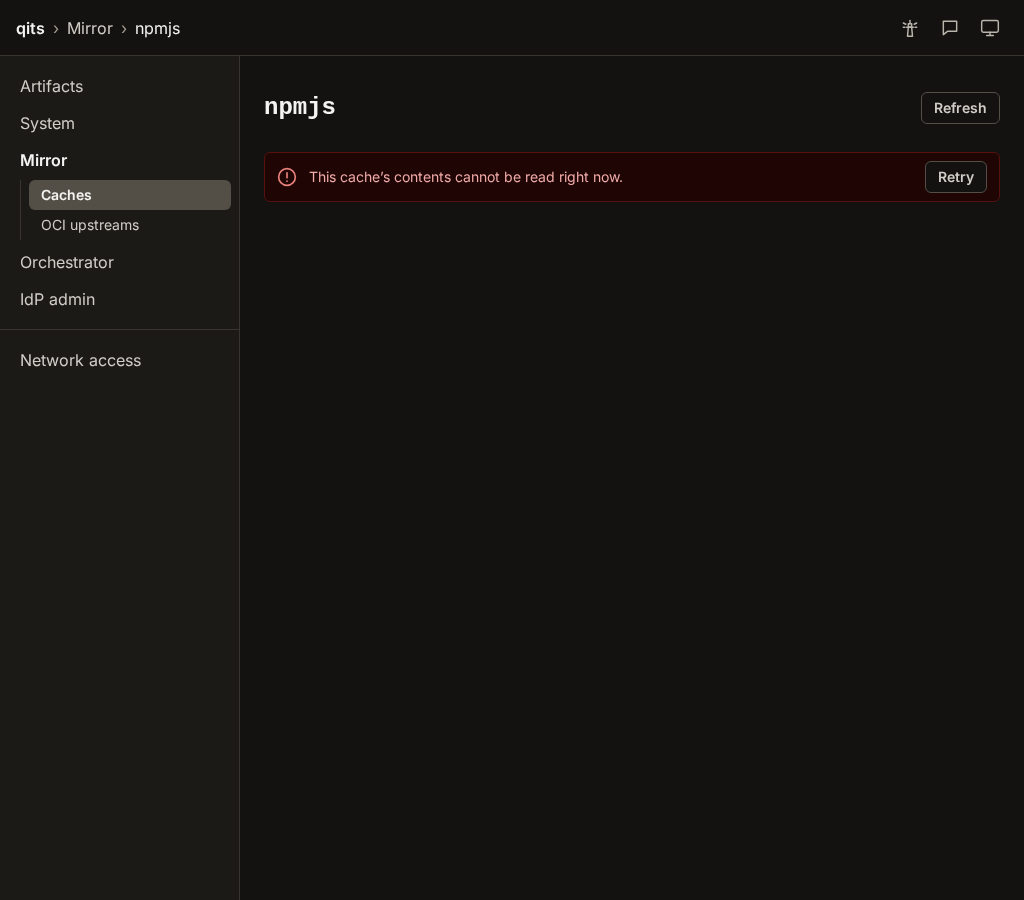 qits › Mirror › npmjs
Artifacts
System
Mirror
Caches
OCI upstreams
Orchestrator
IdP admin
Network access
npmjs
Refresh
This cache’s contents cannot be read right now.
Retry